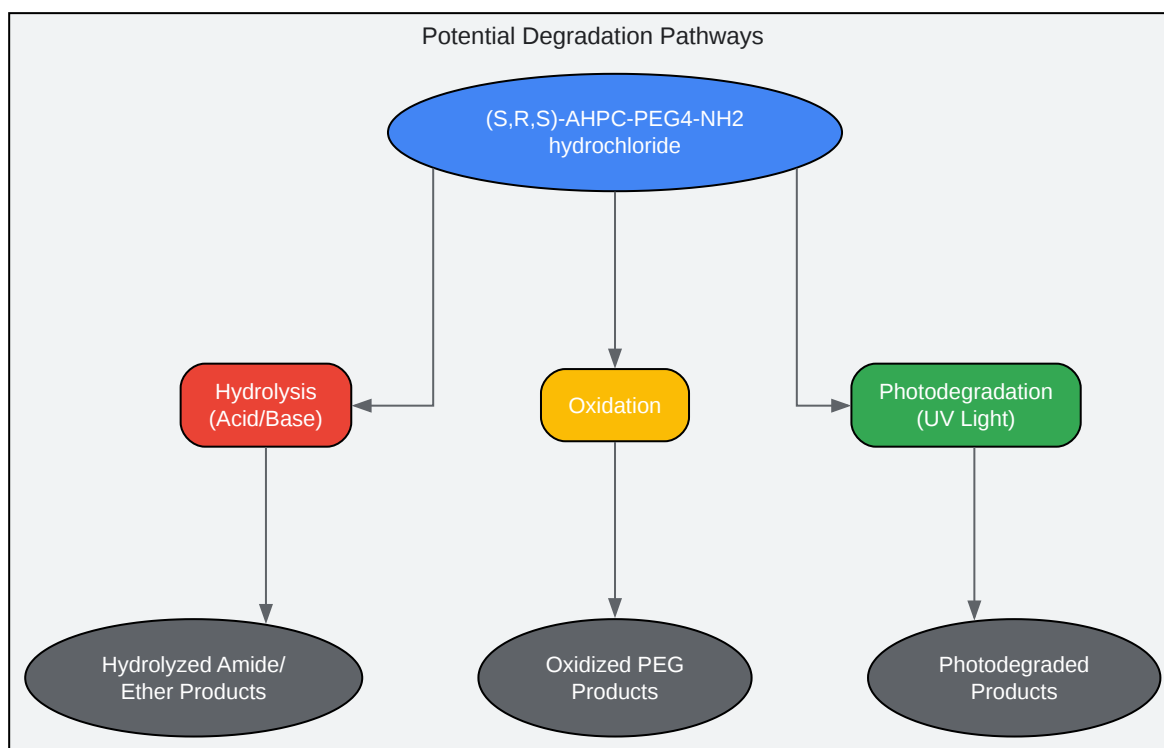 Potential Degradation Pathways
(S,R,S)-AHPC-PEG4-NH2
hydrochloride
Hydrolysis
(Acid/Base)
Oxidation
Photodegradation
(UV Light)
Hydrolyzed Amide/
Ether Products
Oxidized PEG
Products
Photodegraded
Products